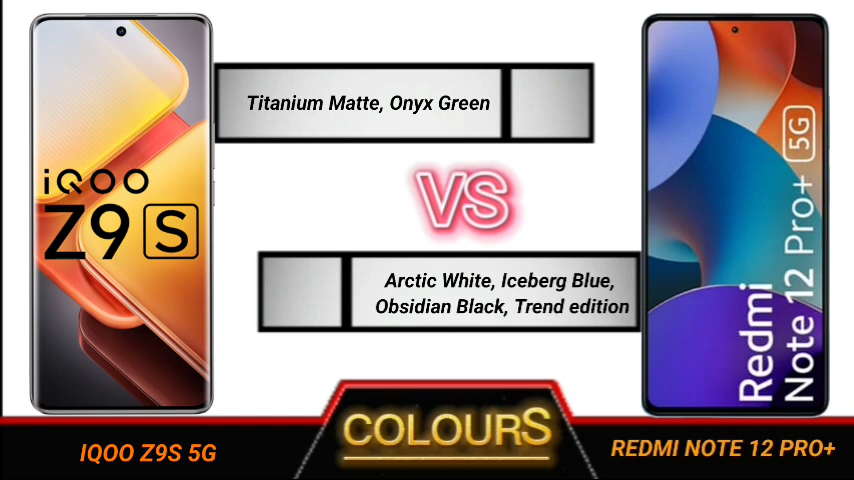 iQOO
Z9 S
Titanium Matte, Onyx Green
VS
Arctic White, Iceberg Blue,
Obsidian Black, Trend edition
Redmi
Note 12 Pro+ 5G
COLOURS
IQOO Z9S 5G
REDMI NOTE 12 PRO+